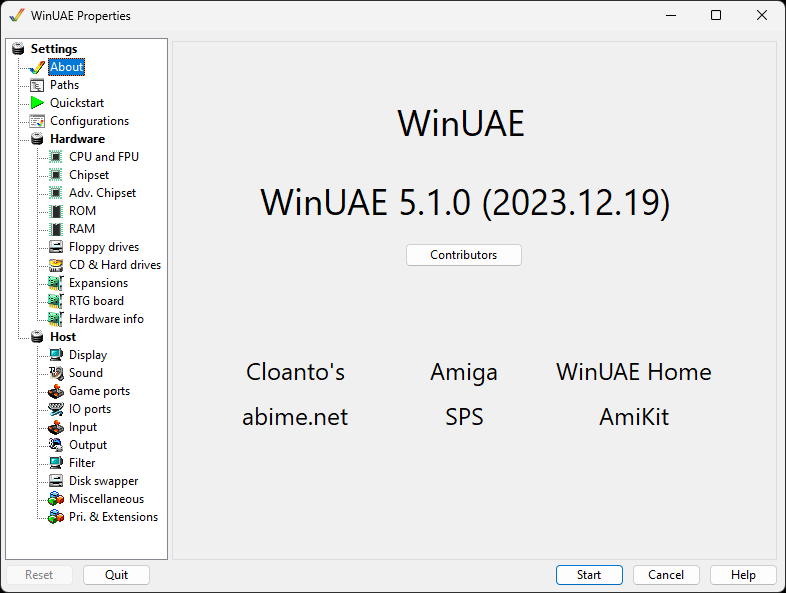 WinUAE Properties
Settings
About
Paths
Quickstart
Configurations
Hardware
CPU and FPU
Chipset
Adv. Chipset
ROM
RAM
Floppy drives
CD & Hard drives
Expansions
RTG board
Hardware info
Host
Display
Sound
Game ports
IO ports
Input
Output
Filter
Disk swapper
Miscellaneous
Pri. & Extensions
WinUAE
WinUAE 5.1.0 (2023.12.19)
Contributors
Cloanto's Amiga WinUAE Home
abime.net SPS AmiKit
Reset Quit Start Cancel Help